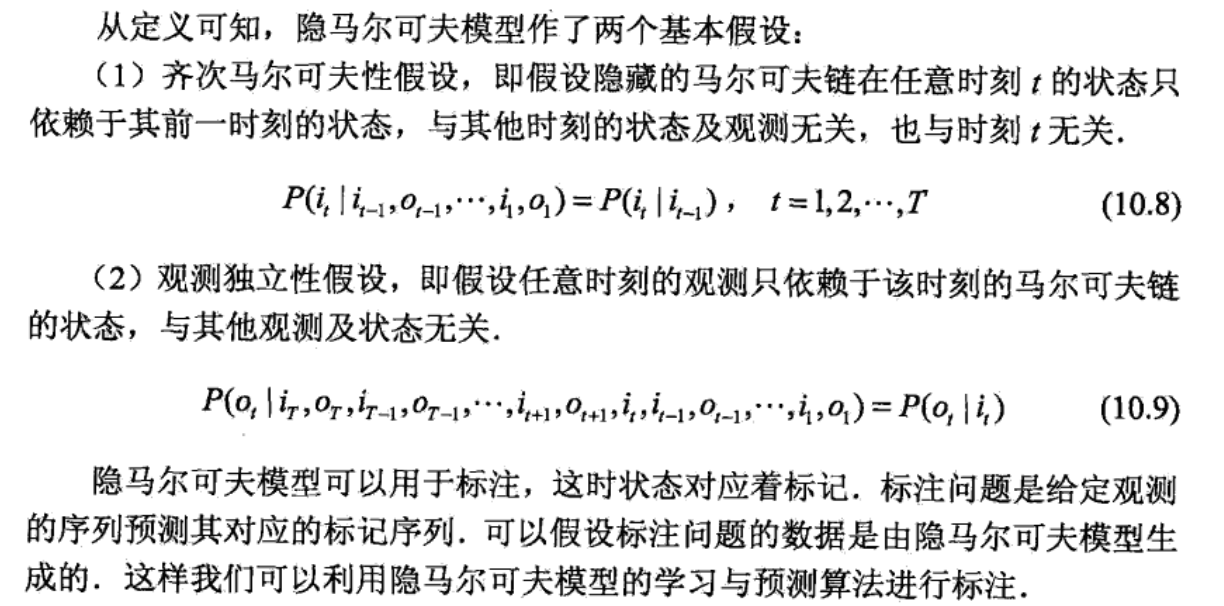 从定义可知，隐马尔可夫模型作了两个基本假设：
（1）齐次马尔可夫性假设，即假设隐藏的马尔可夫链在任意时刻 t 的状态只
依赖于其前一时刻的状态，与其他时刻的状态及观测无关，也与时刻 t 无关．
P(i_t | i_{t-1}, o_{t-1}, ⋯, i_1, o_1) = P(i_t | i_{t-1})， t = 1, 2, ⋯, T (10.8)
（2）观测独立性假设，即假设任意时刻的观测只依赖于该时刻的马尔可夫链
的状态，与其他观测及状态无关．
P(o_t | i_T, o_T, i_{T-1}, o_{T-1}, ⋯, i_{t+1}, o_{t+1}, i_t, i_{t-1}, o_{t-1}, ⋯, i_1, o_1) = P(o_t | i_t) (10.9)
隐马尔可夫模型可以用于标注，这时状态对应着标记．标注问题是给定观测
的序列预测其对应的标记序列．可以假设标注问题的数据是由隐马尔可夫模型生
成的．这样我们可以利用隐马尔可夫模型的学习与预测算法进行标注．